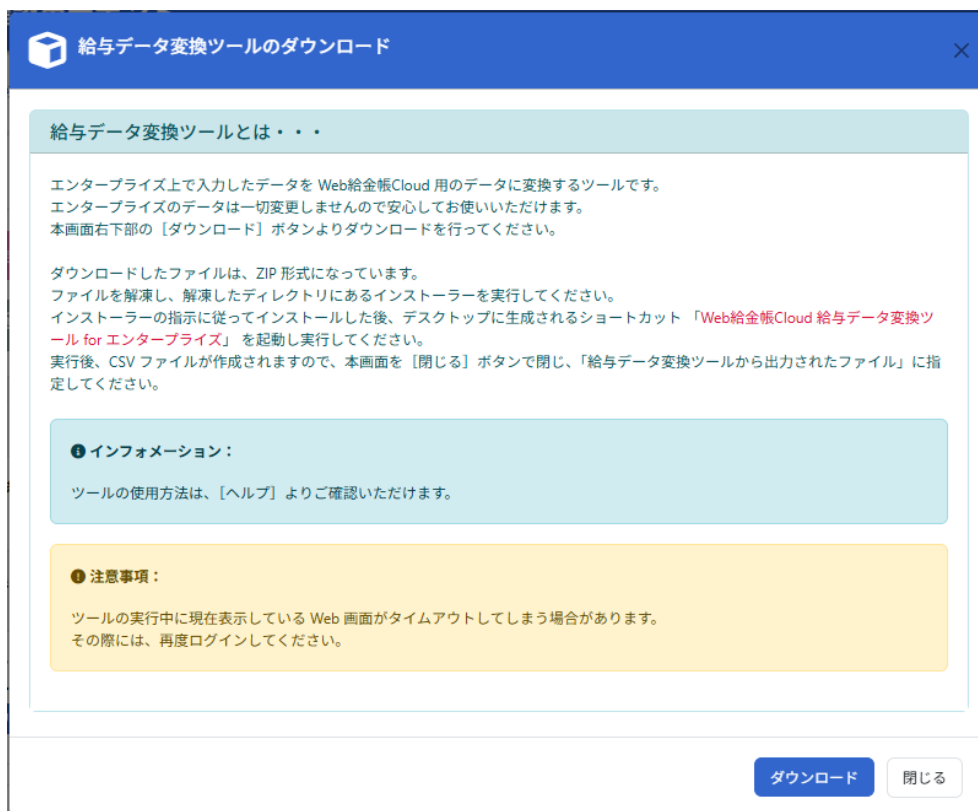 給与データ変換ツールのダウンロード
給与データ変換ツールとは・・・
エンタープライズ上で入力したデータを Web給金帳Cloud 用のデータに変換するツールです。
エンタープライズのデータは一切変更しませんので安心してお使いいただけます。
本画面右下部の［ダウンロード］ボタンよりダウンロードを行ってください。
ダウンロードしたファイルは、ZIP 形式になっています。
ファイルを解凍し、解凍したディレクトリにあるインストーラーを実行してください。
インストーラーの指示に従ってインストールした後、デスクトップに生成されるショートカット 「Web給金帳Cloud 給与データ変換ツ
ール for エンタープライズ」 を起動し実行してください。
実行後、CSV ファイルが作成されますので、本画面を［閉じる］ボタンで閉じ、「給与データ変換ツールから出力されたファイル」に指
定してください。
インフォメーション：
ツールの使用方法は、［ヘルプ］よりご確認いただけます。
注意事項：
ツールの実行中に現在表示している Web 画面がタイムアウトしてしまう場合があります。
その際には、再度ログインしてください。
ダウンロード
閉じる